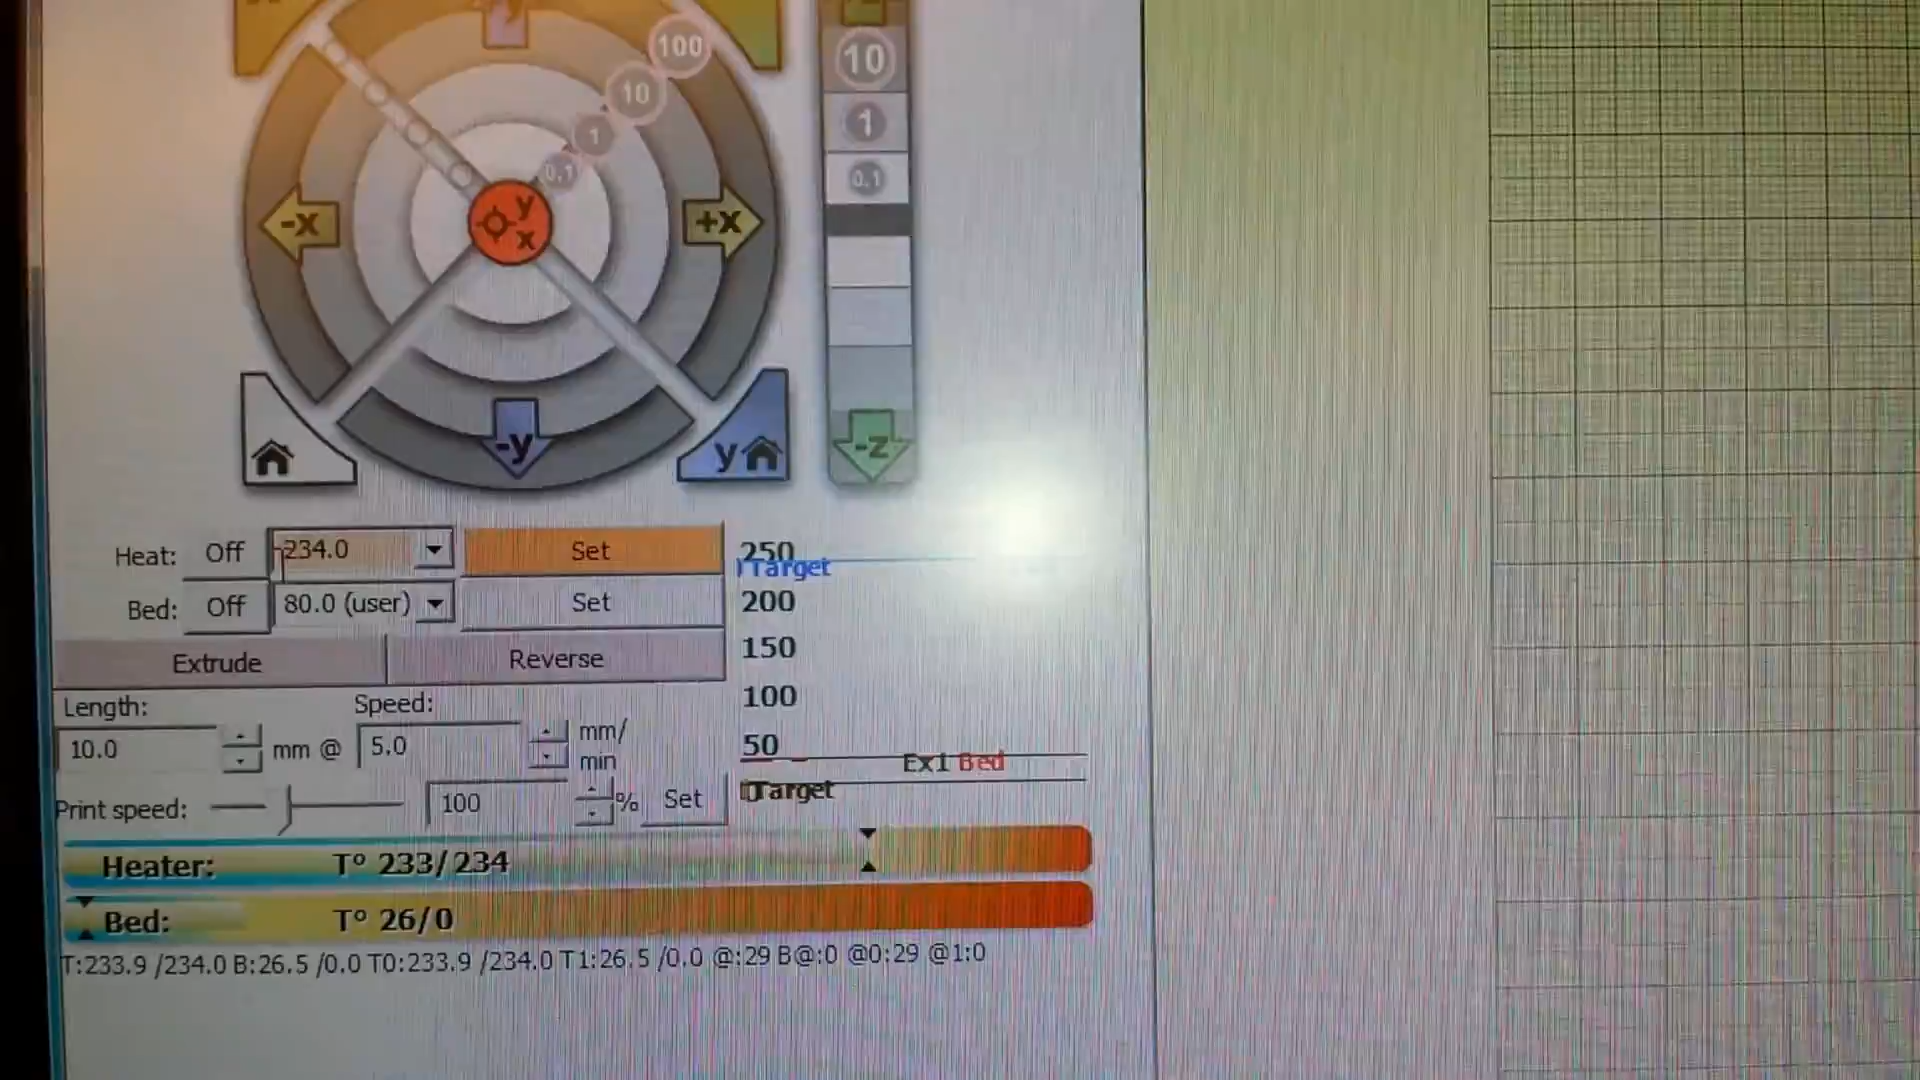 100
10
10
1
1
0.1
0.1
-x
y
x
+x
-y
y
-z
Heat: Off 234.0 Set
250
Target
Bed: Off 80.0 (user) Set
200
Extrude Reverse
150
100
Length: Speed:
10.0 mm @ 5.0 mm/
min
50
Ex1 Bed
Print speed: 100 % Set
Target
Heater: T° 233/234
Bed: T° 26/0
T:233.9 /234.0 B:26.5 /0.0 T0:233.9 /234.0 T1:26.5 /0.0 @:29 B@:0 @0:29 @1:0